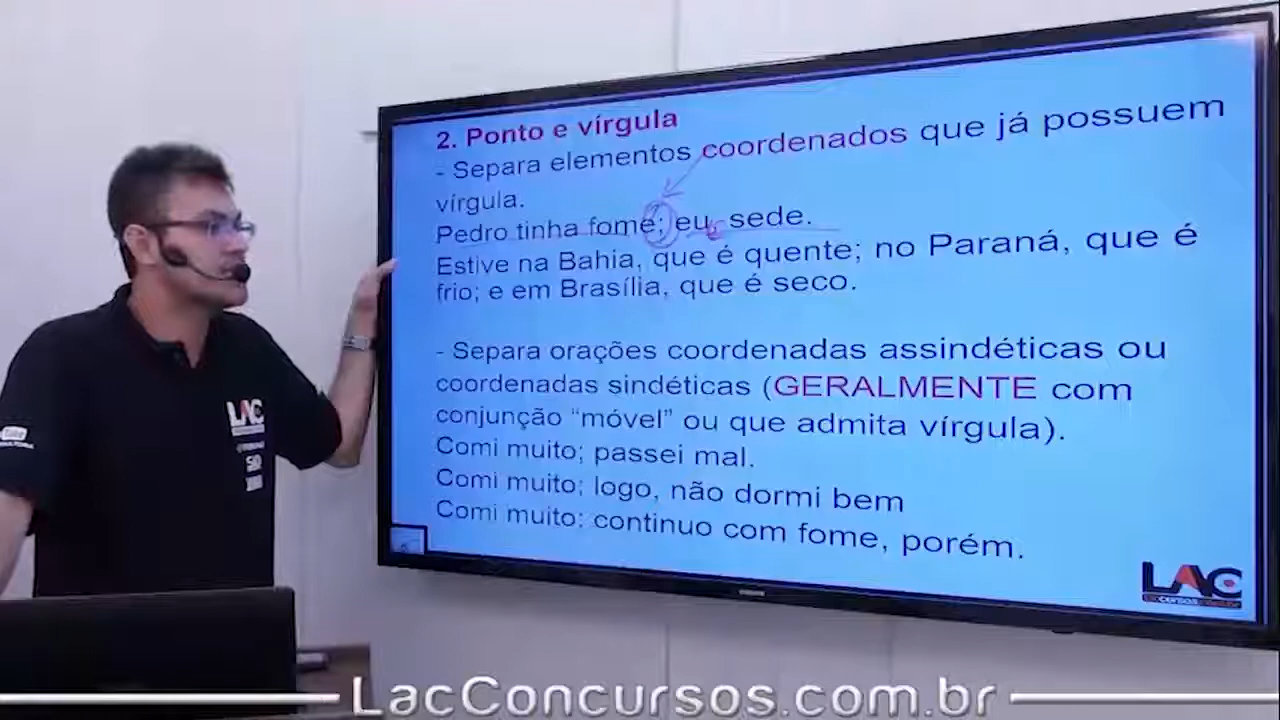 2. Ponto e vírgula
- Separa elementos coordenados que já possuem
vírgula.
Pedro tinha fome; eu, sede.
Estive na Bahia, que é quente; no Paraná, que é
frio; e em Brasília, que é seco.
- Separa orações coordenadas assindéticas ou
coordenadas sindéticas (GERALMENTE com
conjunção “móvel” ou que admita vírgula).
Comi muito; passei mal.
Comi muito; logo, não dormi bem
Comi muito; continuo com fome, porém.
LAC
LAC
LacConcursos.com.br